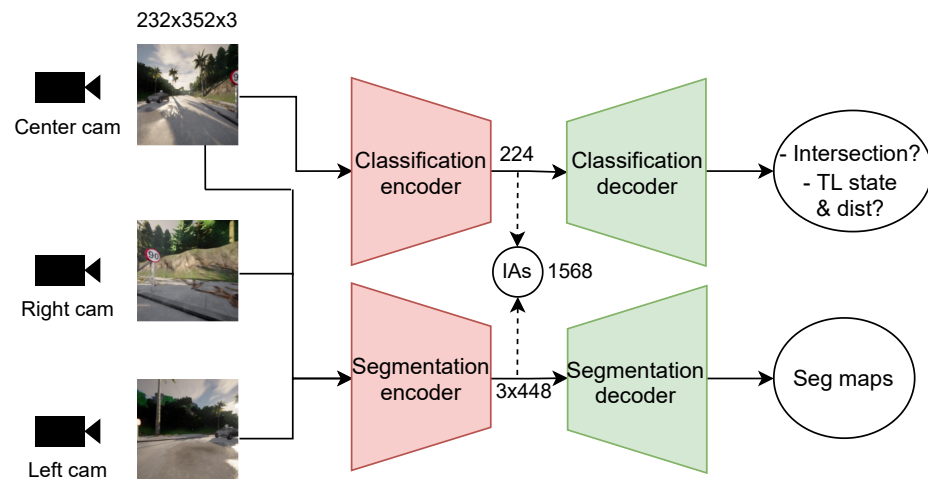 232x352x3
Center cam
Classification
encoder
224
Classification
decoder
- Intersection?
- TL state
& dist?
IAs
1568
Right cam
90
Segmentation
encoder
3x448
Segmentation
decoder
Seg maps
Left cam